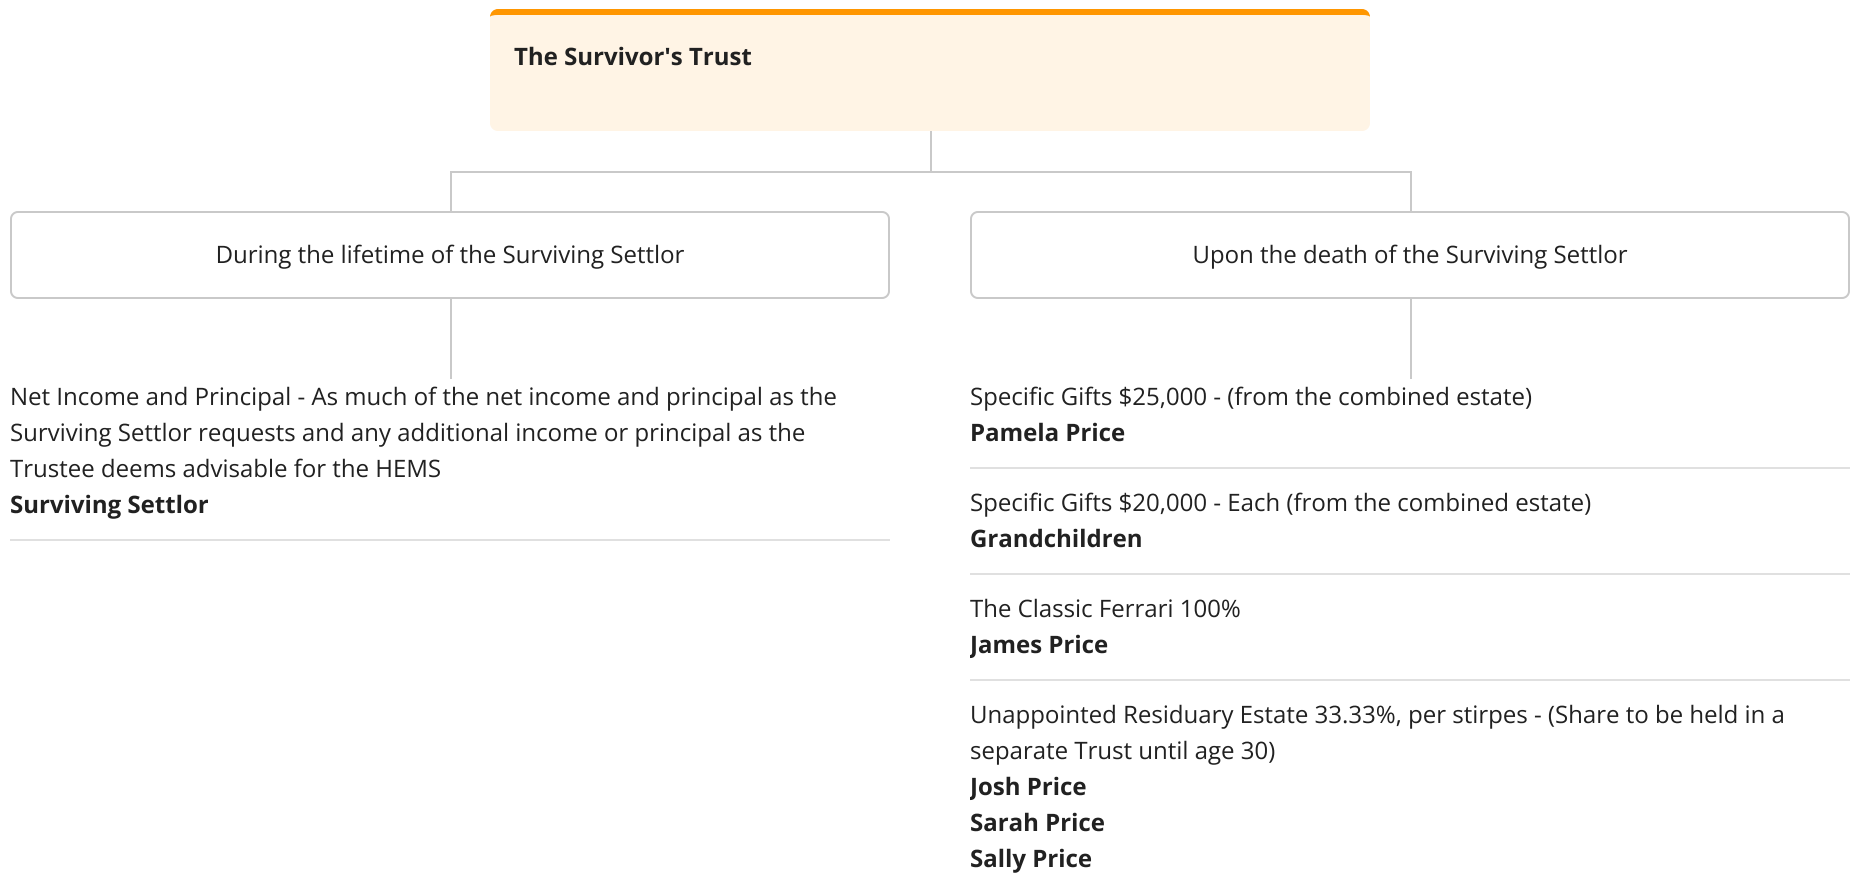 The Survivor's Trust
During the lifetime of the Surviving Settlor
Net Income and Principal - As much of the net income and principal as the
Surviving Settlor requests and any additional income or principal as the
Trustee deems advisable for the HEMS
Surviving Settlor
Upon the death of the Surviving Settlor
Specific Gifts $25,000 - (from the combined estate)
Pamela Price
Specific Gifts $20,000 - Each (from the combined estate)
Grandchildren
The Classic Ferrari 100%
James Price
Unappointed Residuary Estate 33.33%, per stirpes - (Share to be held in a
separate Trust until age 30)
Josh Price
Sarah Price
Sally Price